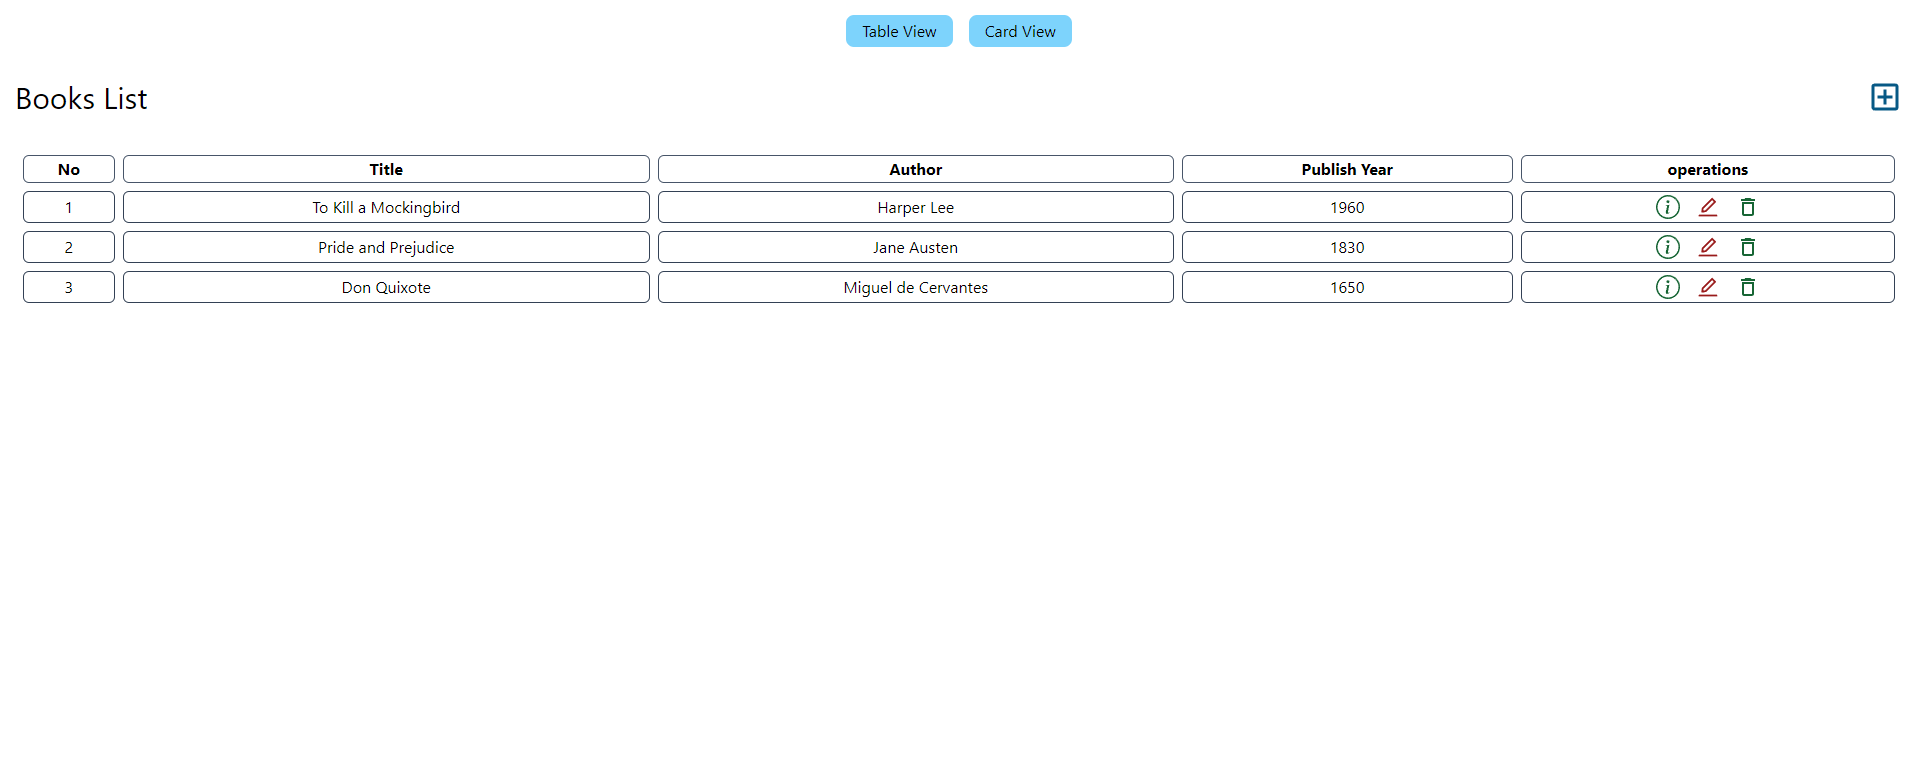 Table View Card View
Books List
No Title Author Publish Year operations
1 To Kill a Mockingbird Harper Lee 1960
2 Pride and Prejudice Jane Austen 1830
3 Don Quixote Miguel de Cervantes 1650